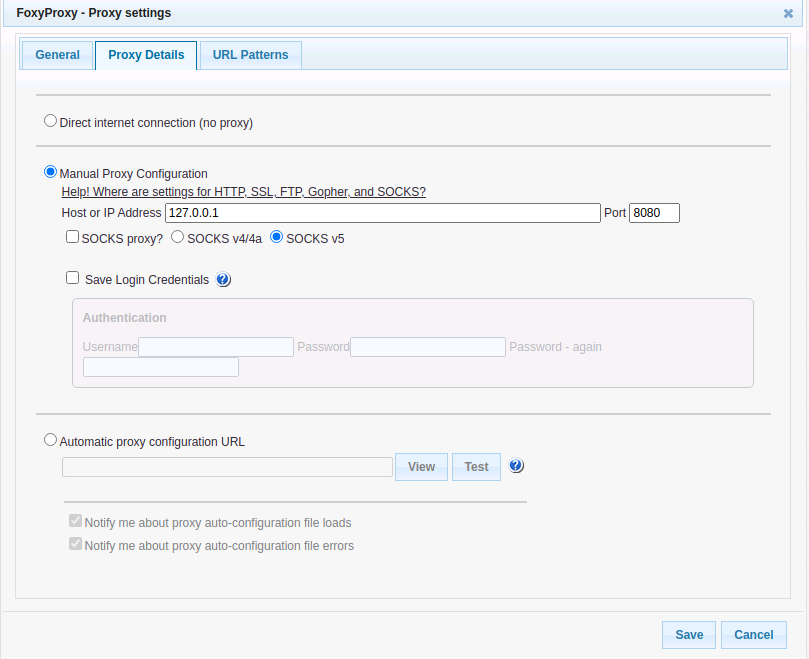 FoxyProxy - Proxy settings
General Proxy Details URL Patterns
Direct internet connection (no proxy)
Manual Proxy Configuration
Help! Where are settings for HTTP, SSL, FTP, Gopher, and SOCKS?
Host or IP Address 127.0.0.1 Port 8080
SOCKS proxy? SOCKS v4/4a SOCKS v5
Save Login Credentials ?
Authentication
Username Password Password - again
Automatic proxy configuration URL
View Test ?
Notify me about proxy auto-configuration file loads
Notify me about proxy auto-configuration file errors
Save Cancel